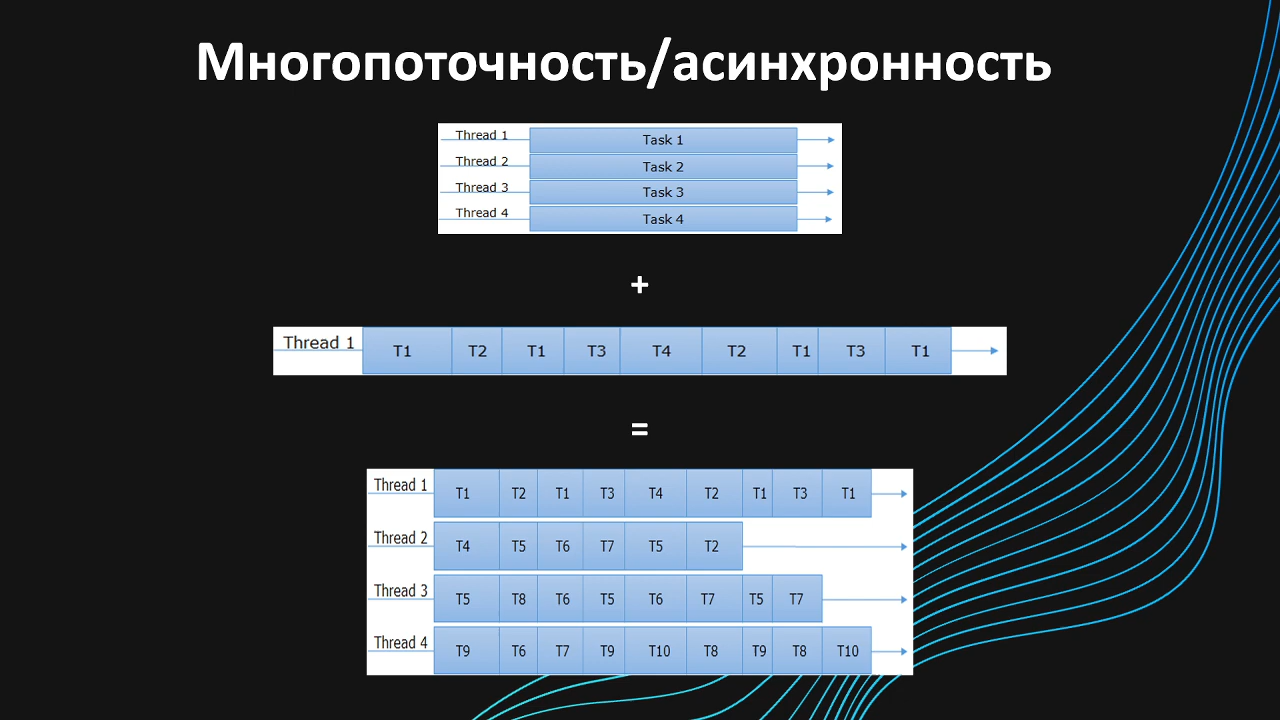 Многопоточность/асинхронность
Thread 1 Task 1
Thread 2 Task 2
Thread 3 Task 3
Thread 4 Task 4
+
Thread 1 T1 T2 T1 T3 T4 T2 T1 T3 T1
=
Thread 1 T1 T2 T1 T3 T4 T2 T1 T3 T1
Thread 2 T4 T5 T6 T7 T5 T2
Thread 3 T5 T8 T6 T5 T6 T7 T5 T7
Thread 4 T9 T6 T7 T9 T10 T8 T9 T8 T10